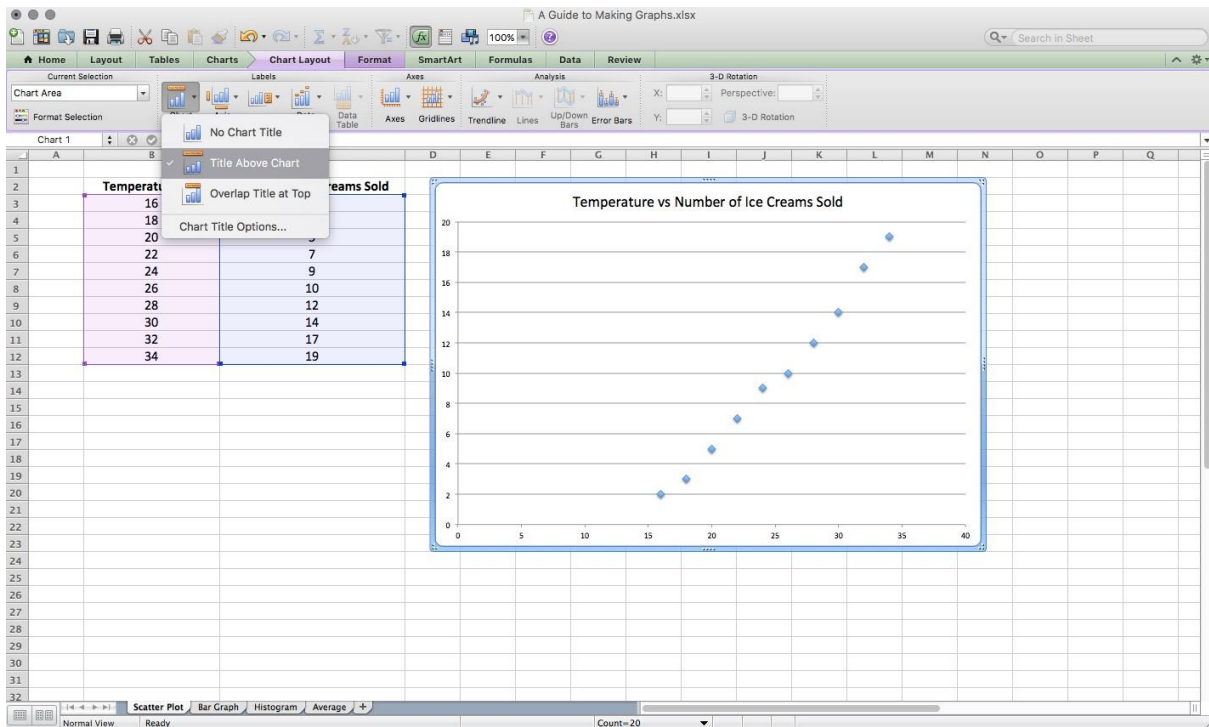 A Guide to Making Graphs.xlsx
100%
Search in Sheet
Home Layout Tables Charts Chart Layout Format SmartArt Formulas Data Review
Current Selection Labels Axes Analysis 3-D Rotation
Chart Area X: Perspective:
Format Selection Data Table Axes Gridlines Trendline Lines Up/Down Bars Error Bars Y: 3-D Rotation
Chart 1 fx
No Chart Title
Title Above Chart
Overlap Title at Top
Chart Title Options...
A B D E F G H I J K L M N O P Q
1
2 Temperatu reams Sold
3 16
4 18
5 20
6 22 7
7 24 9
8 26 10
9 28 12
10 30 14
11 32 17
12 34 19
13
14
15
16
17
18
19
20
21
22
23
24
25
26
27
28
29
30
31
32
Temperature vs Number of Ice Creams Sold
20
18
16
14
12
10
8
6
4
2
0
0 5 10 15 20 25 30 35 40
Scatter Plot Bar Graph Histogram Average +
Normal View Ready Count=20